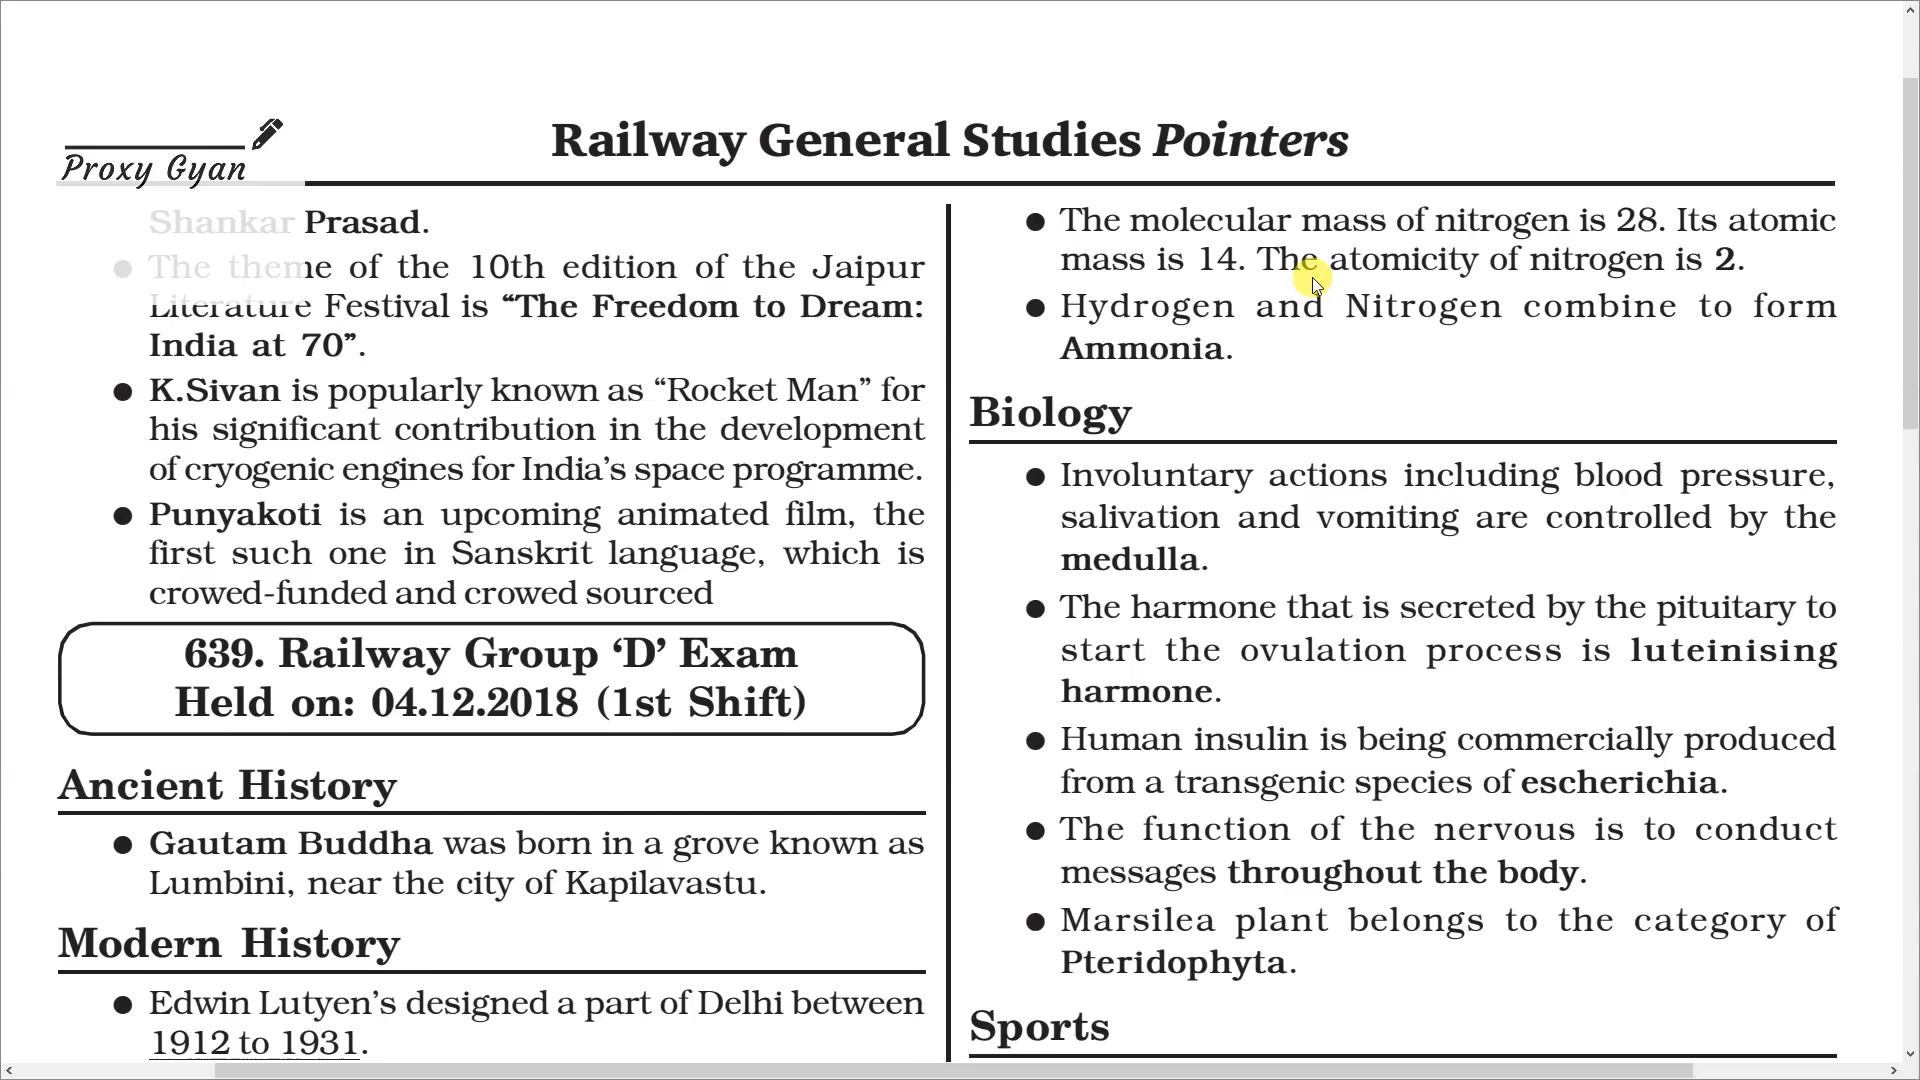 Proxy Gyan
Railway General Studies Pointers
Shankar Prasad.
● The theme of the 10th edition of the Jaipur
Literature Festival is “The Freedom to Dream:
India at 70”.
● K.Sivan is popularly known as “Rocket Man” for
his significant contribution in the development
of cryogenic engines for India’s space programme.
● Punyakoti is an upcoming animated film, the
first such one in Sanskrit language, which is
crowed-funded and crowed sourced
639. Railway Group ‘D’ Exam
Held on: 04.12.2018 (1st Shift)
Ancient History
● Gautam Buddha was born in a grove known as
Lumbini, near the city of Kapilavastu.
Modern History
● Edwin Lutyen’s designed a part of Delhi between
1912 to 1931.
● The molecular mass of nitrogen is 28. Its atomic
mass is 14. The atomicity of nitrogen is 2.
● Hydrogen and Nitrogen combine to form
Ammonia.
Biology
● Involuntary actions including blood pressure,
salivation and vomiting are controlled by the
medulla.
● The harmone that is secreted by the pituitary to
start the ovulation process is luteinising
harmone.
● Human insulin is being commercially produced
from a transgenic species of escherichia.
● The function of the nervous is to conduct
messages throughout the body.
● Marsilea plant belongs to the category of
Pteridophyta.
Sports